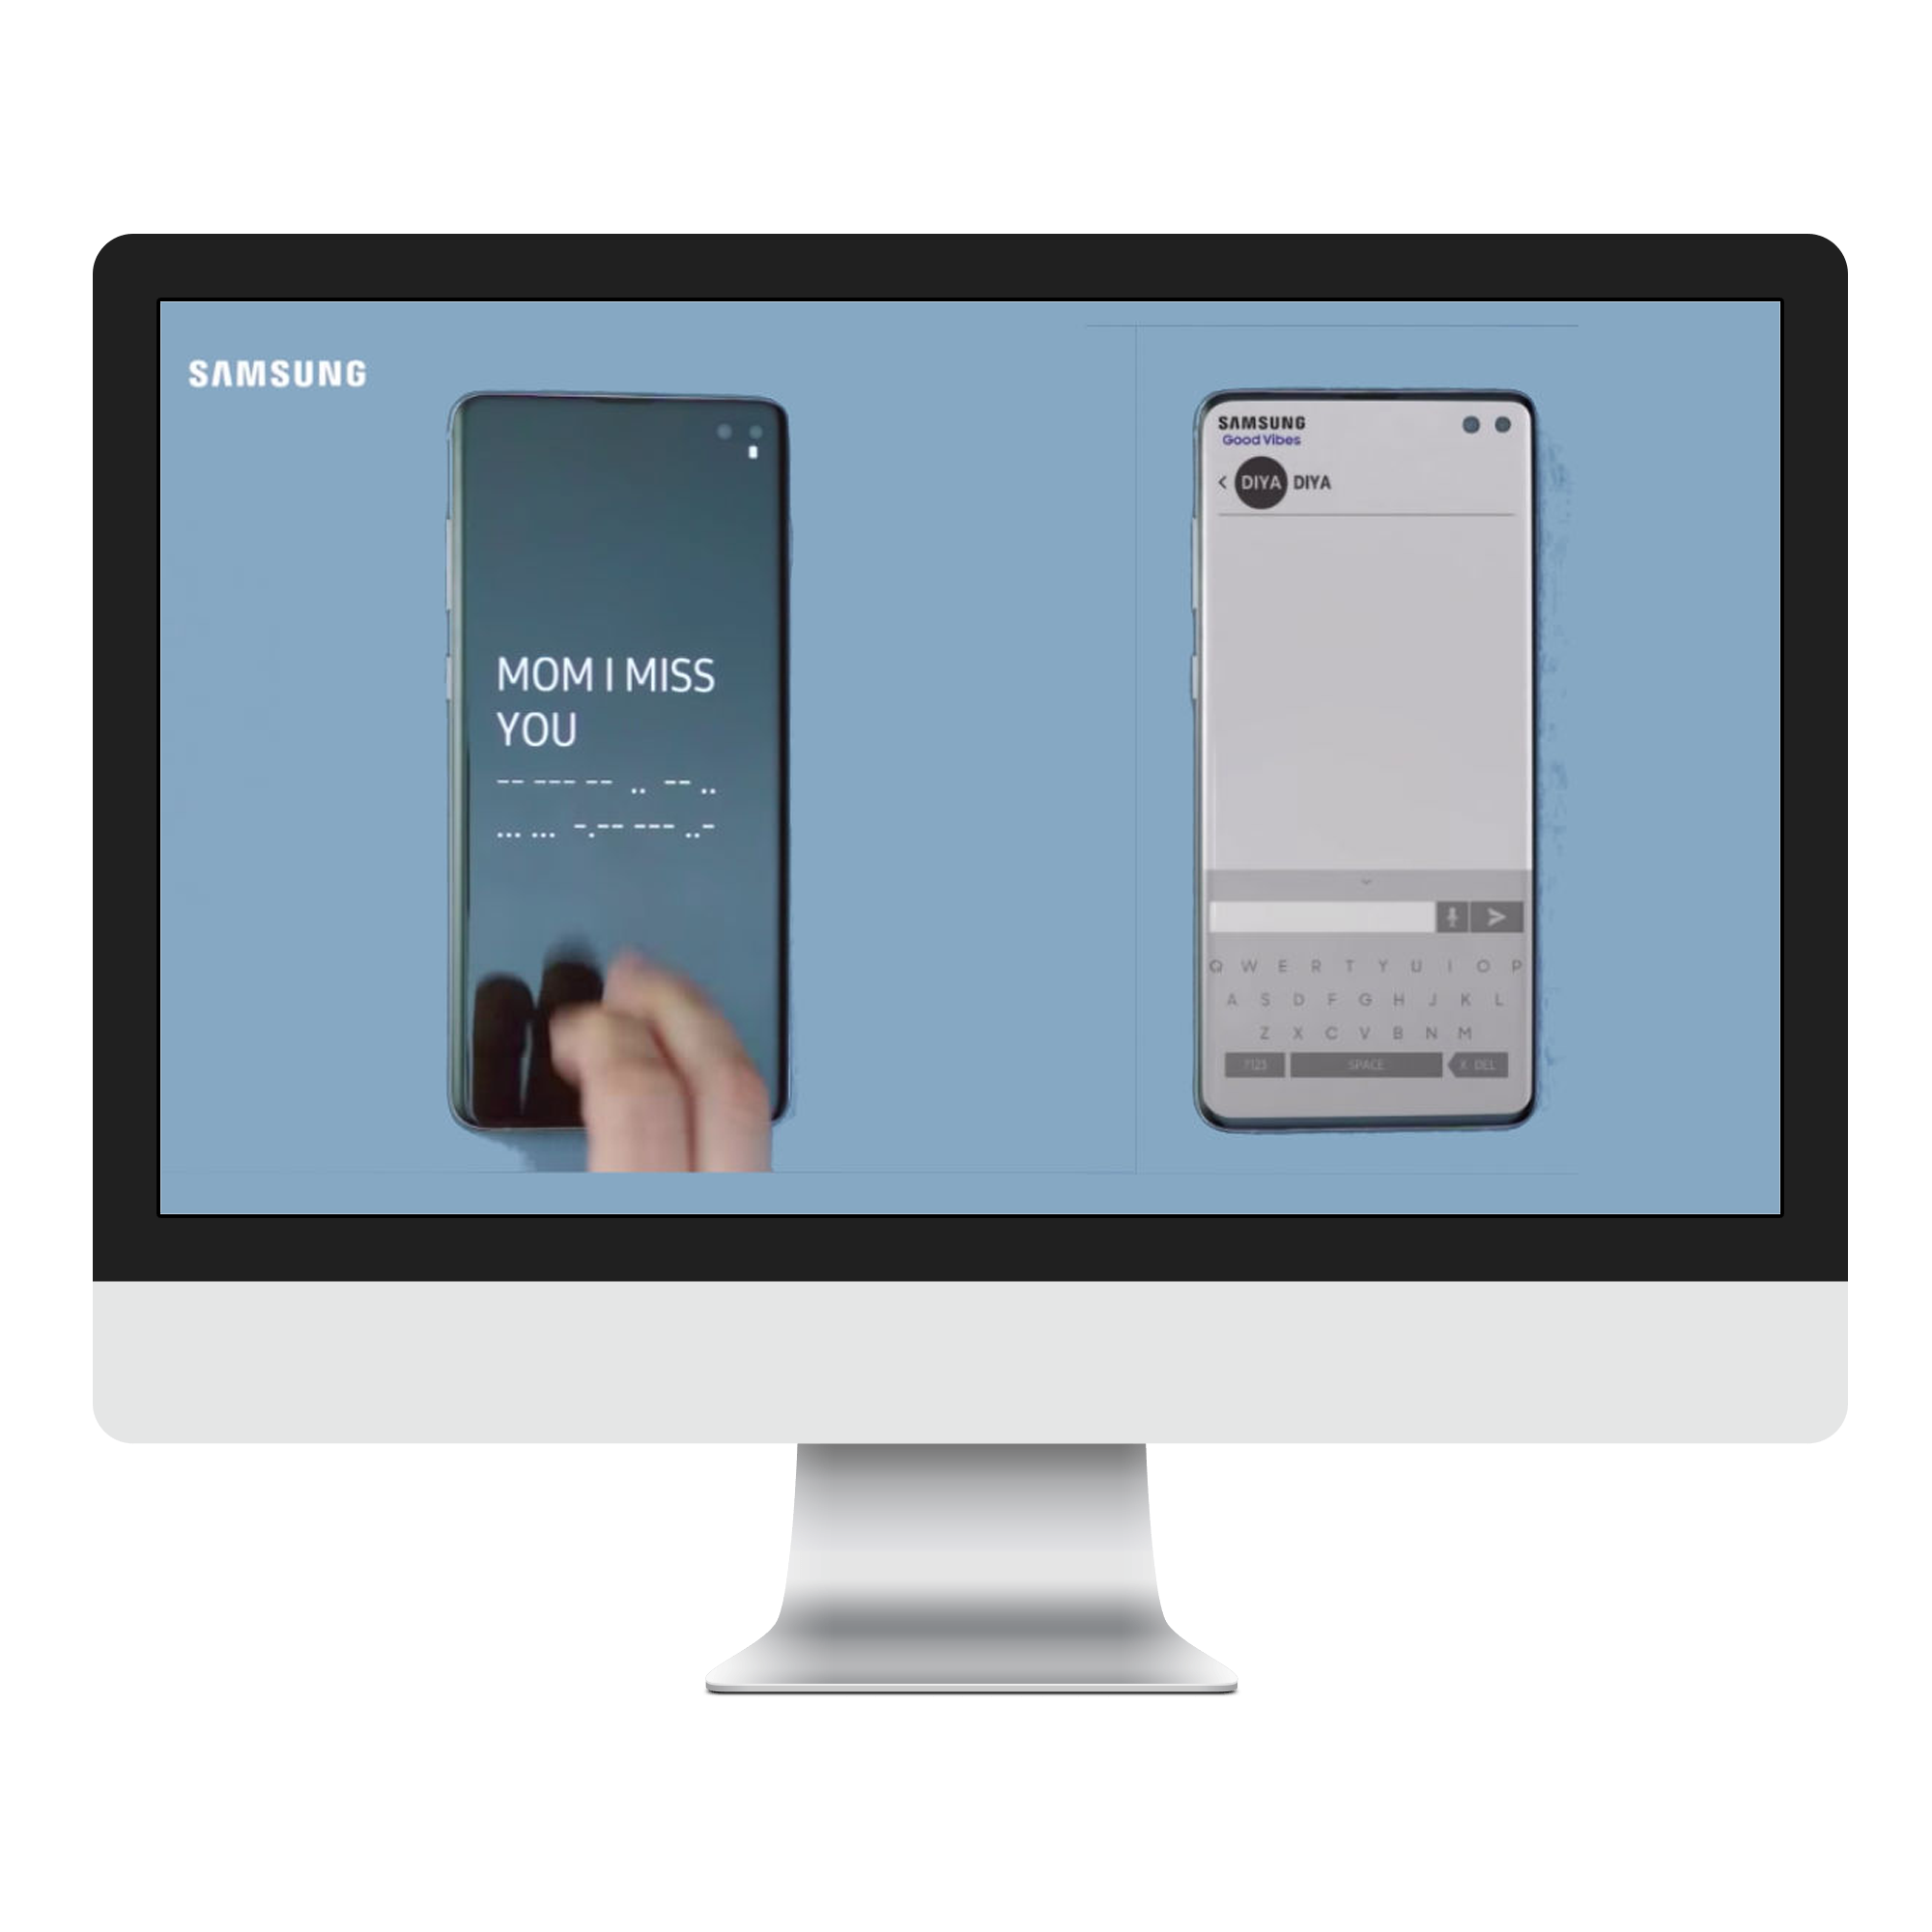 SAMSUNG
MOM I MISS
YOU
-- --- -- .. -- ..
... ... -.-- --- ..-
SAMSUNG
Good Vibes
< DIYA DIYA
Q W E R T Y U I O P
A S D F G H J K L
Z X C V B N M
?123 SPACE X DEL